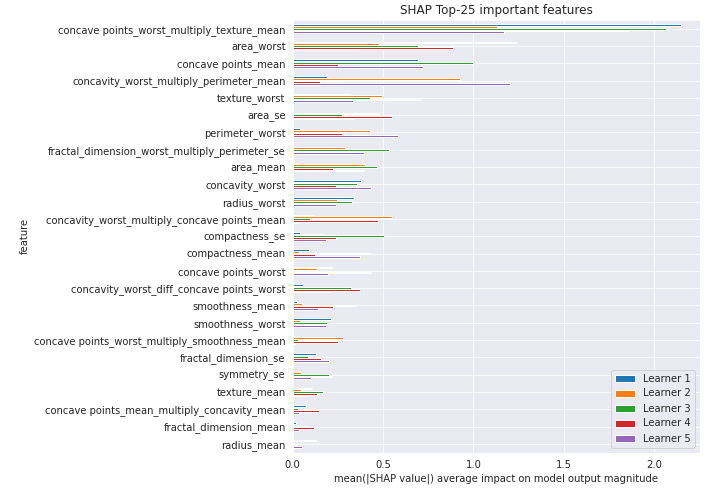 SHAP Top-25 important features
concave points_worst_multiply_texture_mean
area_worst
concave points_mean
concavity_worst_multiply_perimeter_mean
texture_worst
area_se
perimeter_worst
fractal_dimension_worst_multiply_perimeter_se
area_mean
concavity_worst
radius_worst
concavity_worst_multiply_concave points_mean
compactness_se
compactness_mean
concave points_worst
concavity_worst_diff_concave points_worst
smoothness_mean
smoothness_worst
concave points_worst_multiply_smoothness_mean
fractal_dimension_se
symmetry_se
texture_mean
concave points_mean_multiply_concavity_mean
fractal_dimension_mean
radius_mean
feature
Learner 1
Learner 2
Learner 3
Learner 4
Learner 5
0.0 0.5 1.0 1.5 2.0
mean(|SHAP value|) average impact on model output magnitude